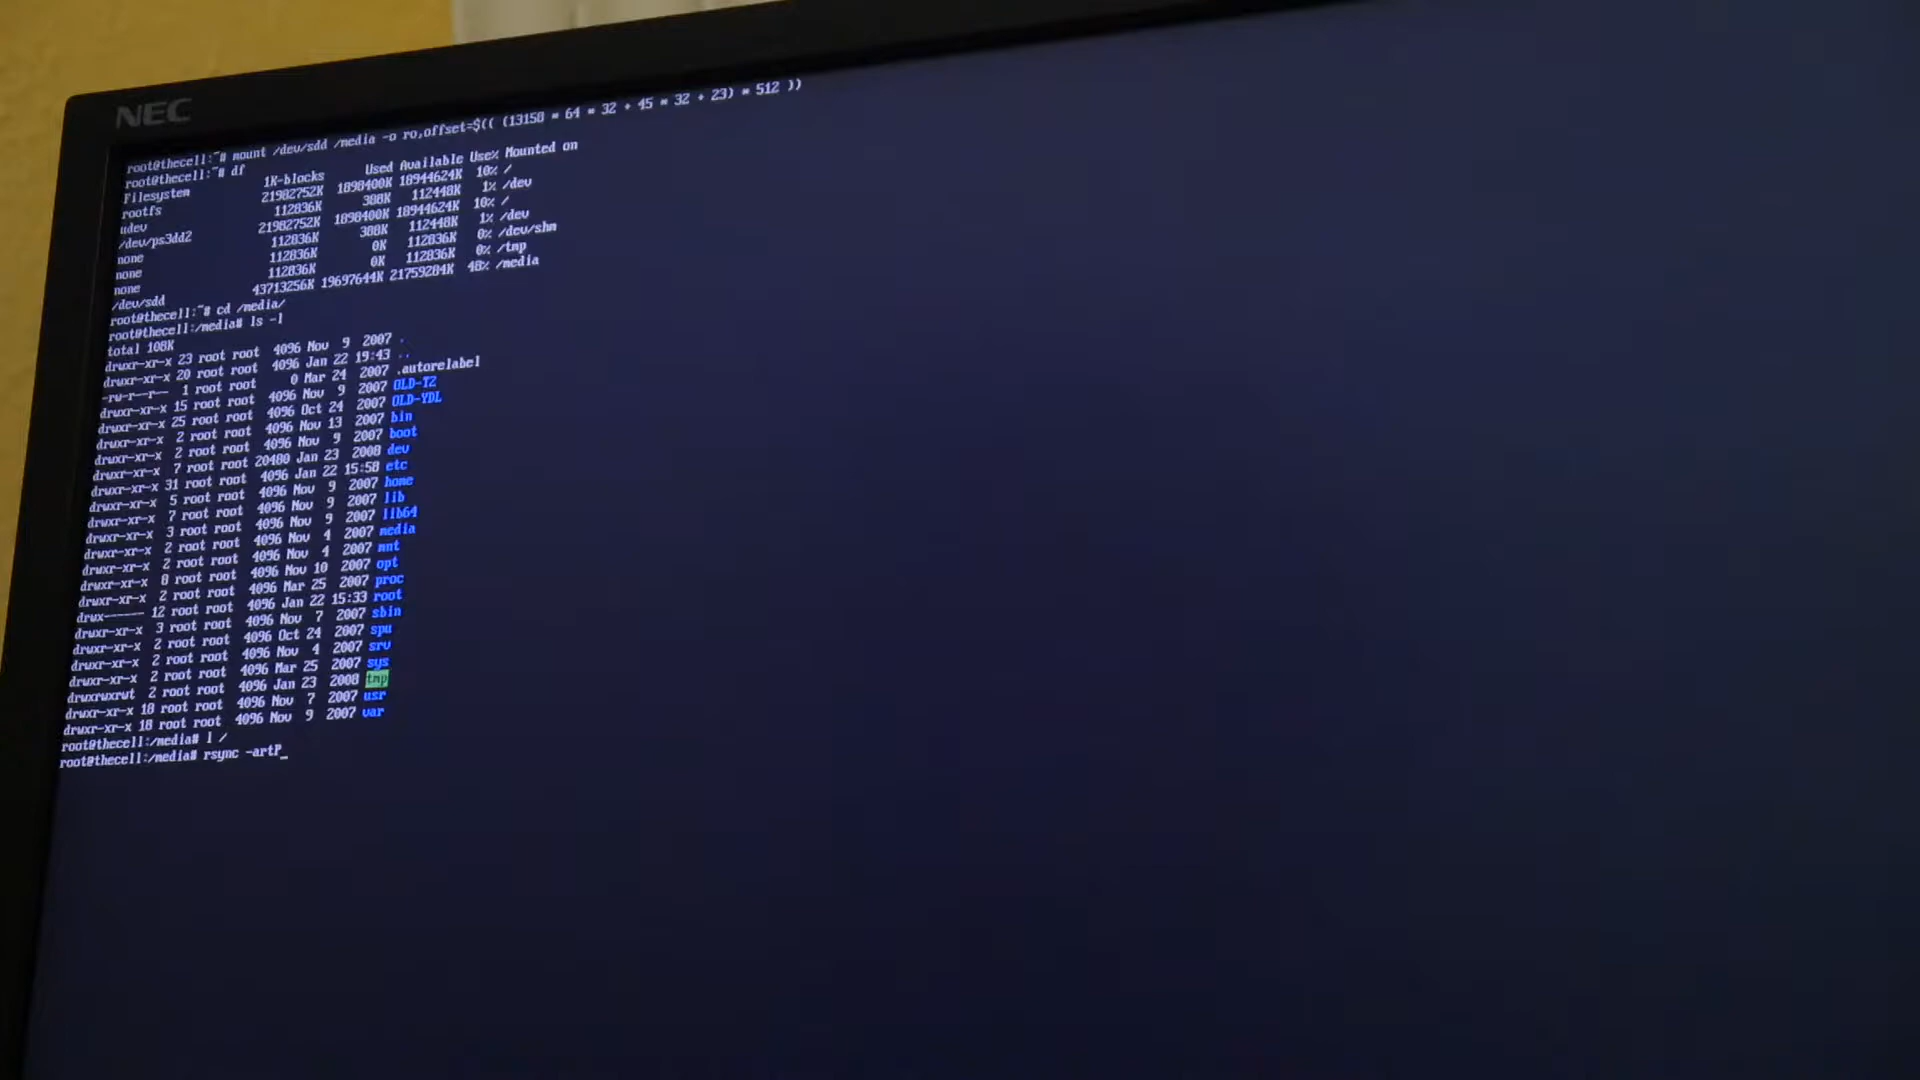 NEC
root@thecell:~# mount /dev/sdd /media -o ro,offset=$(( (13150 * 64 * 32 + 45 * 32 + 23) * 512 ))
root@thecell:~# df
Filesystem 1K-blocks Used Available Use% Mounted on
rootfs 21982752K 1898400K 18944624K 10% /
udev 112836K 388K 112448K 1% /dev
/dev/ps3dd2 21982752K 1898400K 18944624K 10% /
none 112836K 388K 112448K 1% /dev
none 112836K 0K 112836K 0% /dev/shm
none 112836K 0K 112836K 0% /tmp
/dev/sdd 43713256K 19697644K 21759284K 48% /media
root@thecell:~# cd /media/
root@thecell:/media# ls -l
total 108K
drwxr-xr-x 23 root root 4096 Nov 9 2007 .
drwxr-xr-x 20 root root 4096 Jan 22 19:43 ..
-rw-r--r-- 1 root root 0 Mar 24 2007 .autorelabel
drwxr-xr-x 15 root root 4096 Nov 9 2007 OLD-T2
drwxr-xr-x 25 root root 4096 Oct 24 2007 OLD-YDL
drwxr-xr-x 2 root root 4096 Nov 13 2007 bin
drwxr-xr-x 2 root root 4096 Nov 9 2007 boot
drwxr-xr-x 7 root root 20480 Jan 23 2008 dev
drwxr-xr-x 31 root root 4096 Jan 22 15:58 etc
drwxr-xr-x 5 root root 4096 Nov 9 2007 home
drwxr-xr-x 7 root root 4096 Nov 9 2007 lib
drwxr-xr-x 3 root root 4096 Nov 9 2007 lib64
drwxr-xr-x 2 root root 4096 Nov 4 2007 media
drwxr-xr-x 2 root root 4096 Nov 4 2007 mnt
drwxr-xr-x 8 root root 4096 Nov 10 2007 opt
drwxr-xr-x 2 root root 4096 Mar 25 2007 proc
drwx------ 12 root root 4096 Jan 22 15:33 root
drwxr-xr-x 3 root root 4096 Nov 7 2007 sbin
drwxr-xr-x 2 root root 4096 Oct 24 2007 spu
drwxr-xr-x 2 root root 4096 Nov 4 2007 srv
drwxr-xr-x 2 root root 4096 Mar 25 2007 sys
drwxrwxrwt 2 root root 4096 Jan 23 2008 tmp
drwxr-xr-x 18 root root 4096 Nov 7 2007 usr
drwxr-xr-x 18 root root 4096 Nov 9 2007 var
root@thecell:/media# l /
root@thecell:/media# rsync -artP_